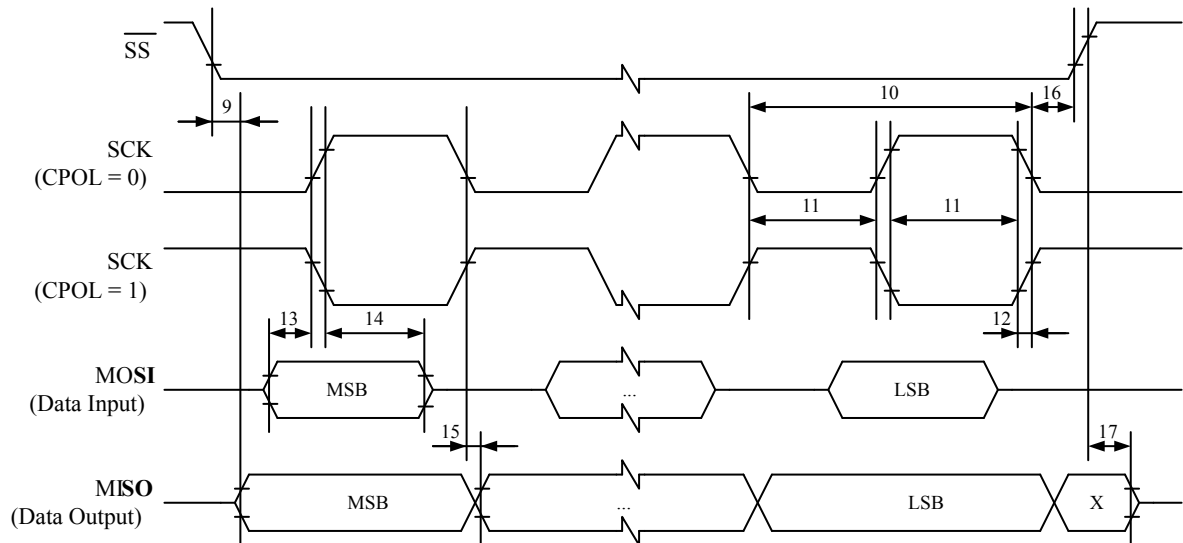 SS
9
10
16
SCK
(CPOL = 0)
11
11
SCK
(CPOL = 1)
13
14
12
MOSI
(Data Input)
MSB
...
LSB
15
17
MISO
(Data Output)
MSB
...
LSB
X